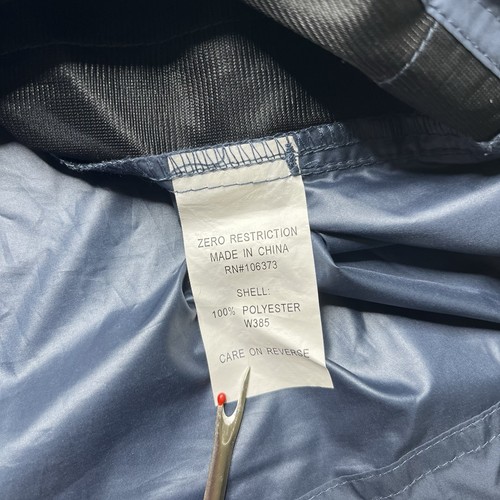 ZERO RESTRICTION
MADE IN CHINA
RN#106373
SHELL:
100% POLYESTER
W385
CARE ON REVERSE